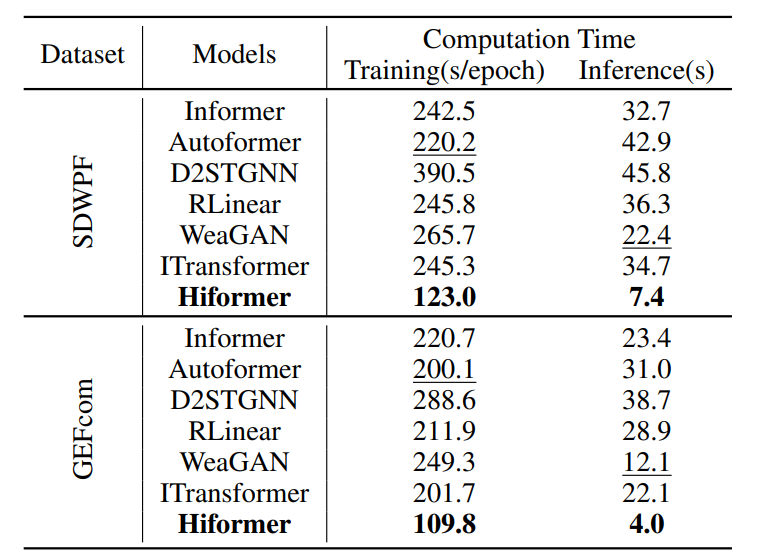 Dataset Models Computation Time
Training(s/epoch) Inference(s)
SDWPF
Informer 242.5 32.7
Autoformer 220.2 42.9
D2STGNN 390.5 45.8
RLinear 245.8 36.3
WeaGAN 265.7 22.4
ITransformer 245.3 34.7
Hiformer 123.0 7.4
GEFcom
Informer 220.7 23.4
Autoformer 200.1 31.0
D2STGNN 288.6 38.7
RLinear 211.9 28.9
WeaGAN 249.3 12.1
ITransformer 201.7 22.1
Hiformer 109.8 4.0